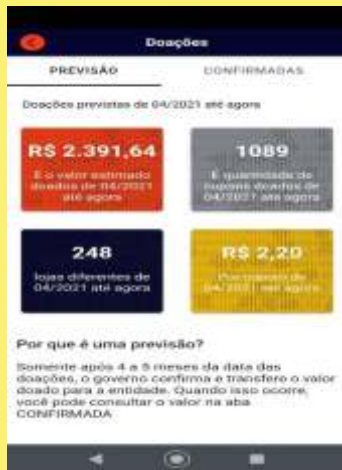 Doações
PREVISÃO CONFIRMADAS
Doações previstas de 04/2021 até agora
R$ 2.391,64
É o valor estimado
doados de 04/2021
até agora
1089
É quantidade de
cupons doados de
04/2021 até agora
248
lojas diferentes de
04/2021 até agora
R$ 2,20
Por cupom de
04/2021 até agora
Por que é uma previsão?
Somente após 4 a 5 meses da data das
doações, o governo confirma e transfere o valor
doado para a entidade. Quando isso ocorre,
você pode consultar o valor na aba
CONFIRMADA